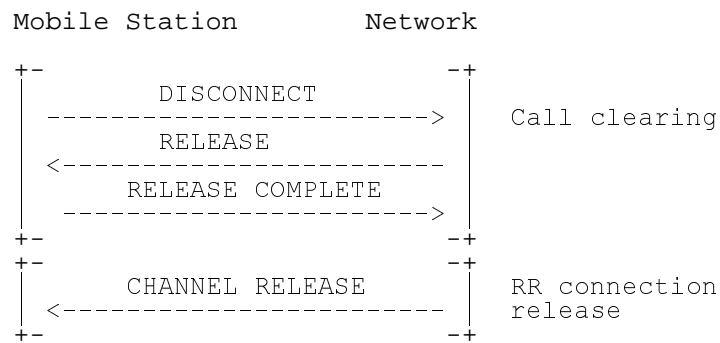 Mobile Station Network
DISCONNECT
Call clearing
RELEASE
RELEASE COMPLETE
CHANNEL RELEASE
RR connection
release